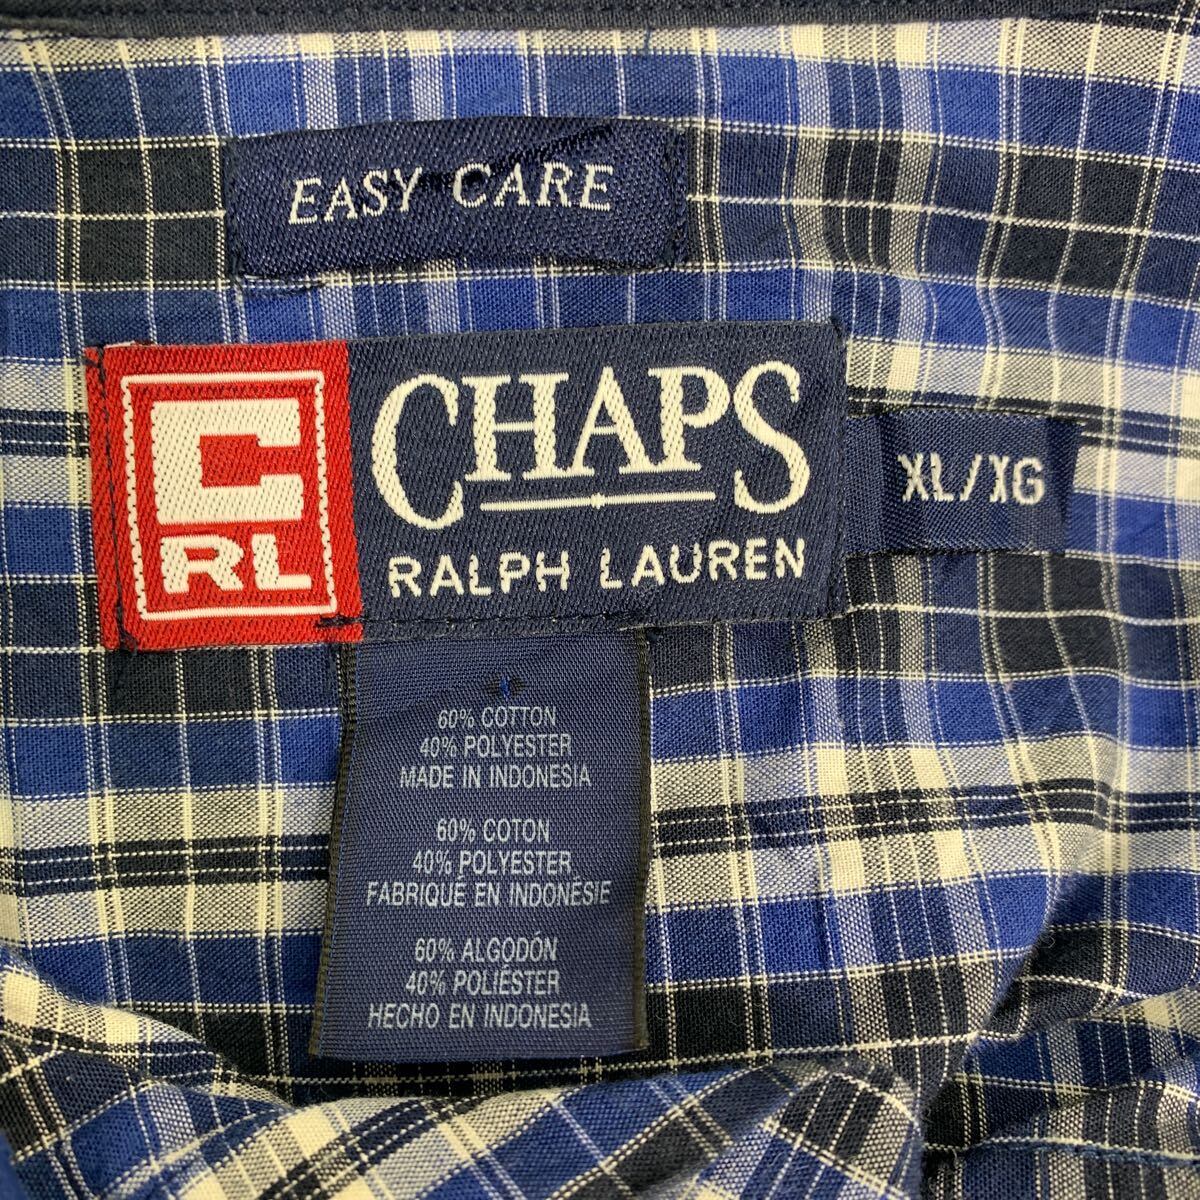 EASY CARE
C
RL
CHAPS
RALPH LAUREN
XL/XG
60% COTTON
40% POLYESTER
MADE IN INDONESIA
60% COTON
40% POLYESTER
FABRIQUÉ EN INDONÉSIE
60% ALGODÓN
40% POLIÉSTER
HECHO EN INDONESIA